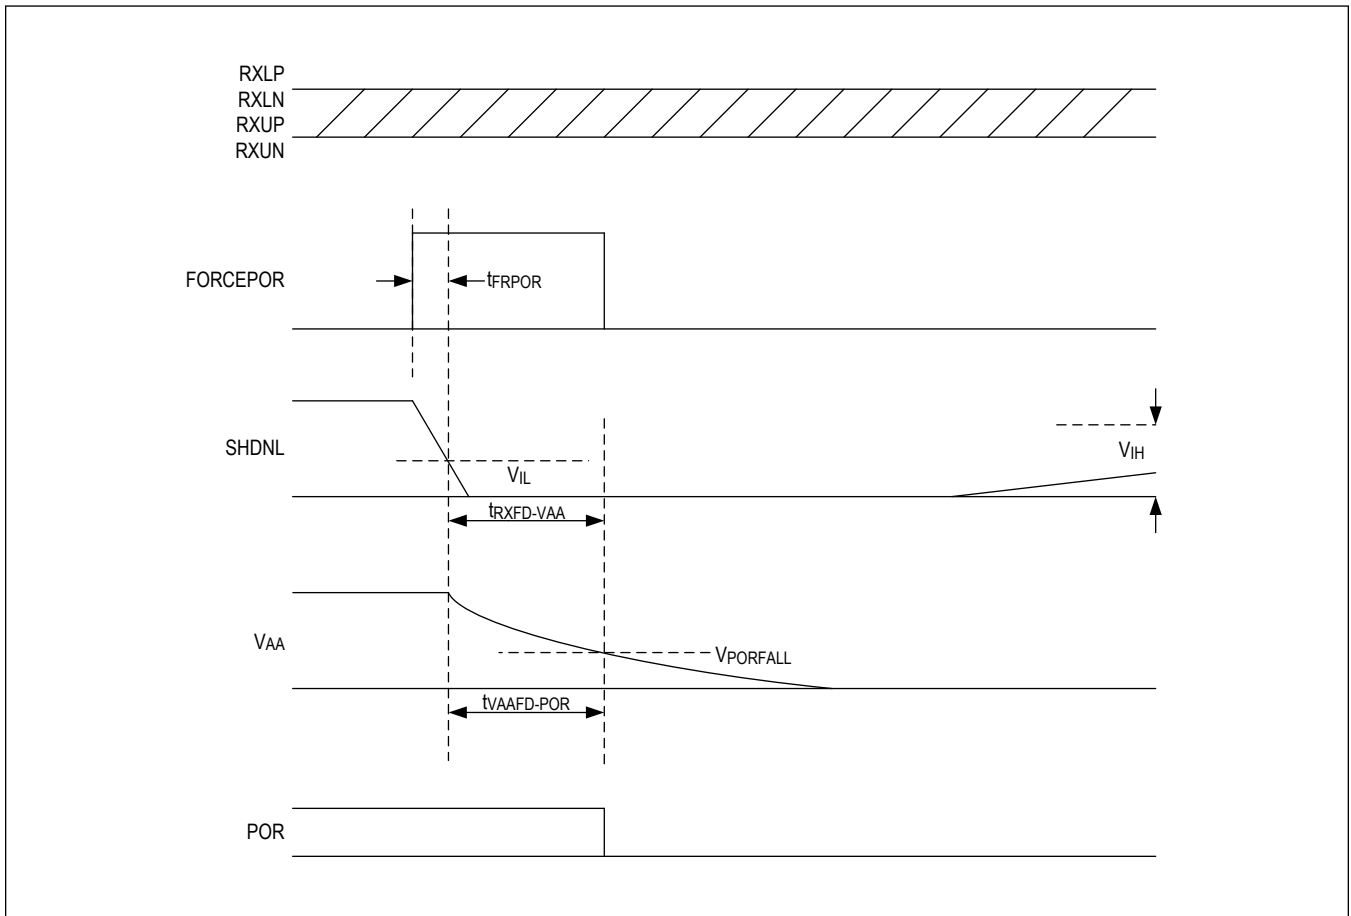 RXLP
RXLN
RXUP
RXUN
FORCEPOR
tFRPOR
SHDNL
VIL
VIH
tRXFD-VAA
VAA
VPORFALL
tVAAFD-POR
POR